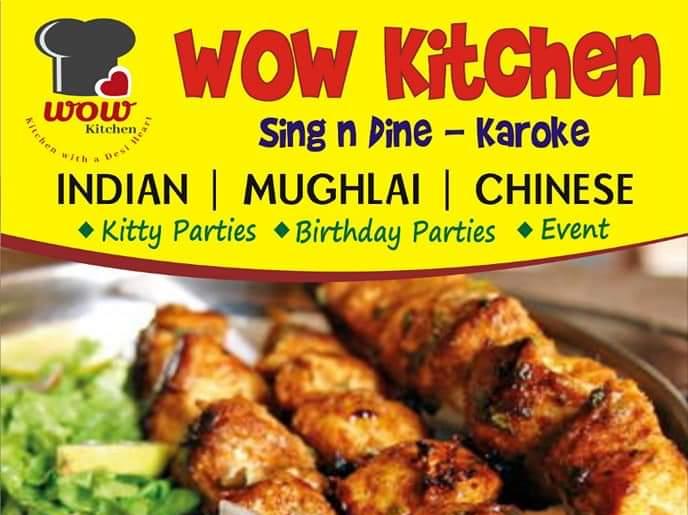 WOW
Kitchen
Kitchen with a Desi Heart
WOW Kitchen
Sing n Dine – Karoke
INDIAN | MUGHLAI | CHINESE
◆ Kitty Parties ◆ Birthday Parties ◆ Event